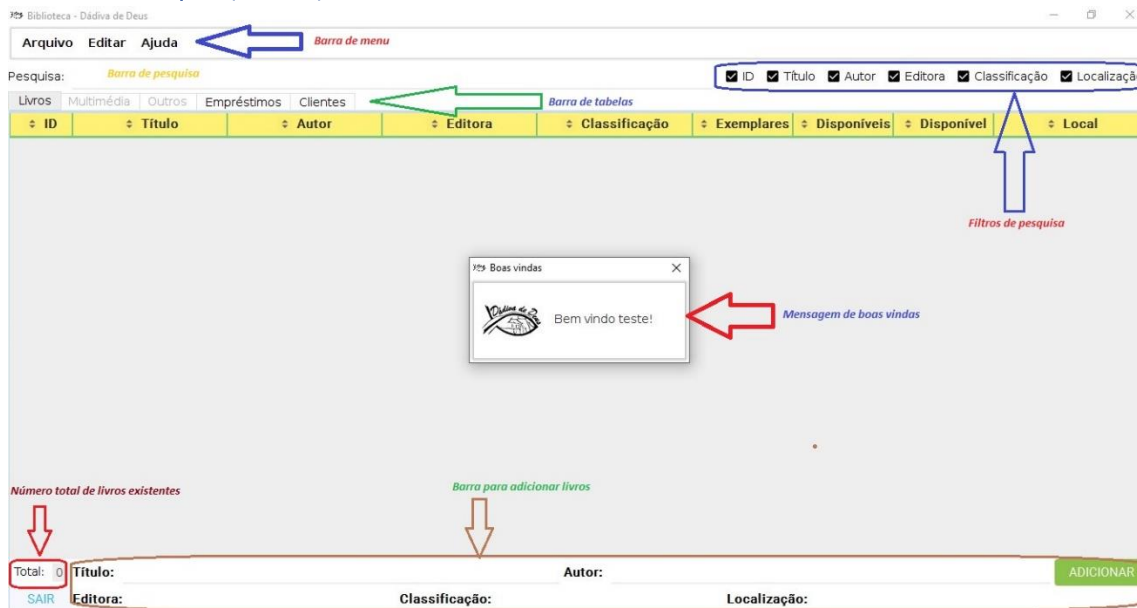 Biblioteca - Dádiva de Deus
Arquivo Editar Ajuda
Barra de menu
Pesquisa:
Barra de pesquisa
ID Título Autor Editora Classificação Localizaçã
Livros Multimédia Outros Empréstimos Clientes
Barra de tabelas
ID Título Autor Editora Classificação Exemplares Disponíveis Disponível Local
Filtros de pesquisa
Boas vindas
Dádiva de Deus
Bem vindo teste!
Mensagem de boas vindas
Número total de livros existentes
Barra para adicionar livros
Total: 0
Título:
Autor:
ADICIONAR
SAIR
Editora:
Classificação:
Localização: